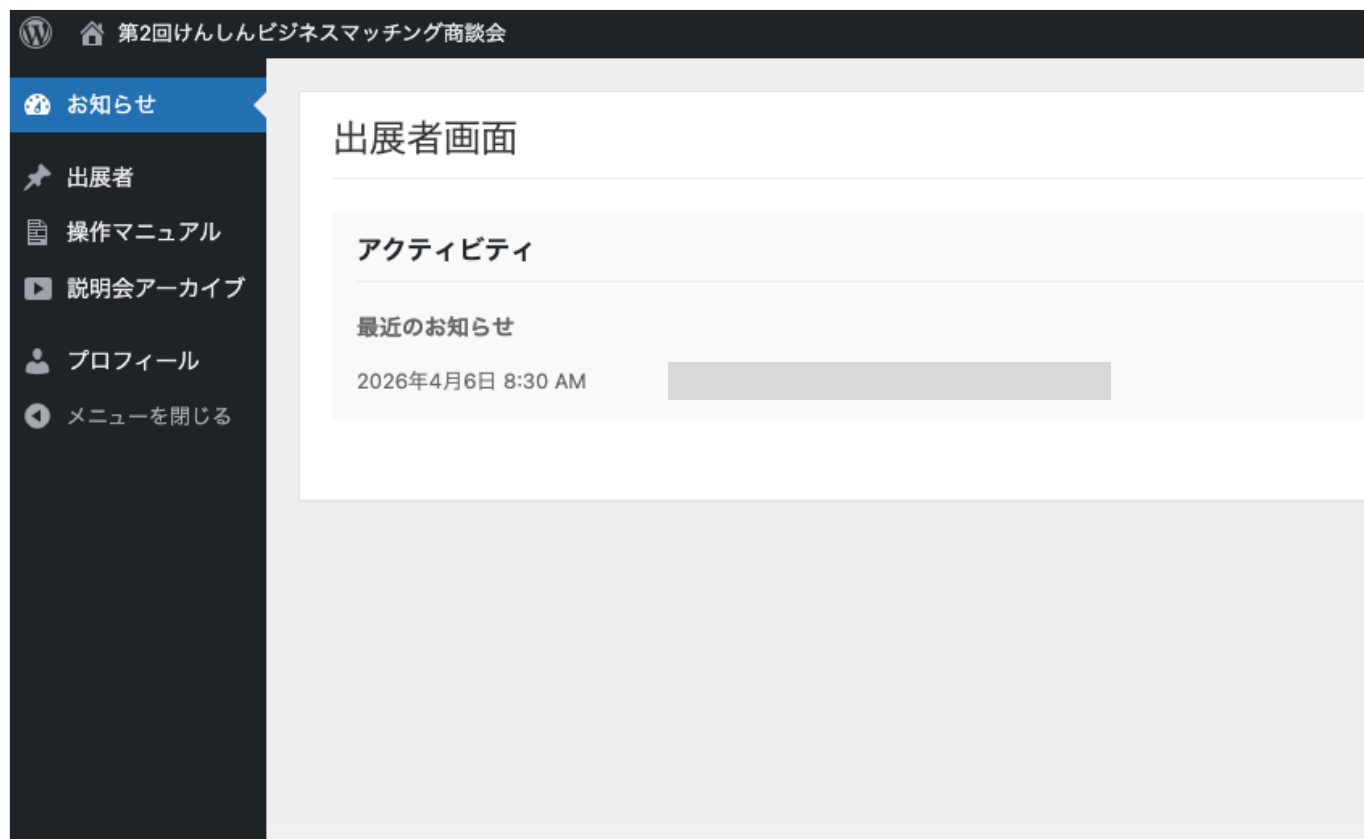 第2回けんしんビジネスマッチング商談会
お知らせ
出展者
操作マニュアル
説明会アーカイブ
プロフィール
メニューを閉じる
出展者画面
アクティビティ
最近のお知らせ
2026年4月6日 8:30 AM